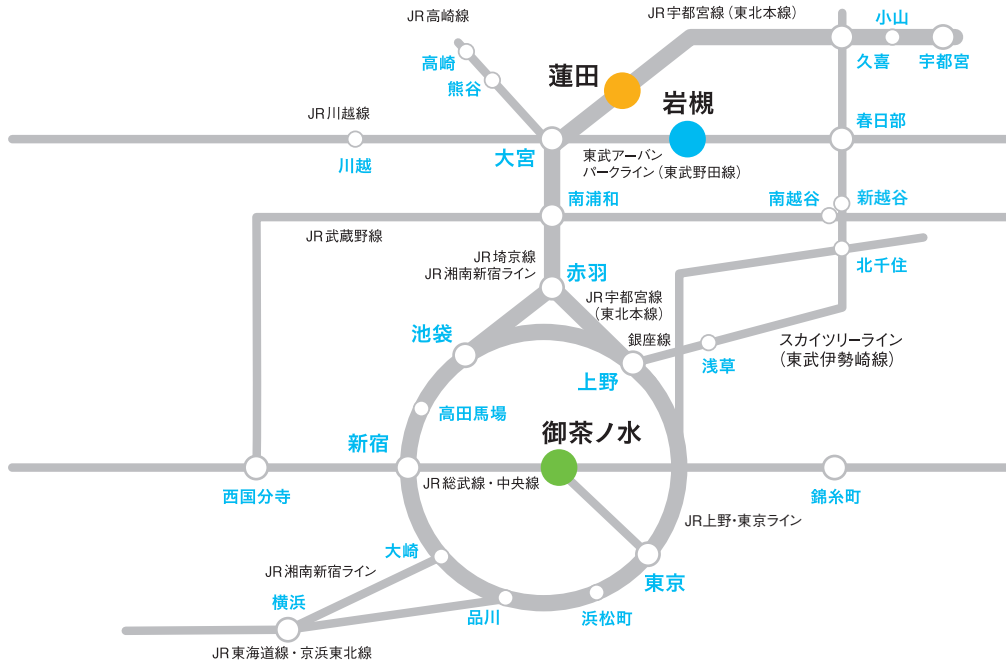 JR高崎線
JR宇都宮線（東北本線）
小山
高崎
久喜
宇都宮
蓮田
熊谷
岩槻
JR川越線
春日部
川越
大宮
東武アーバン
パークライン（東武野田線）
南浦和
南越谷
新越谷
JR武蔵野線
JR埼京線
JR湘南新宿ライン
赤羽
北千住
JR宇都宮線
（東北本線）
池袋
銀座線
スカイツリーライン
（東武伊勢崎線）
浅草
上野
高田馬場
御茶ノ水
新宿
JR総武線・中央線
西国分寺
錦糸町
JR上野・東京ライン
大崎
JR湘南新宿ライン
東京
横浜
品川
浜松町
JR東海道線・京浜東北線